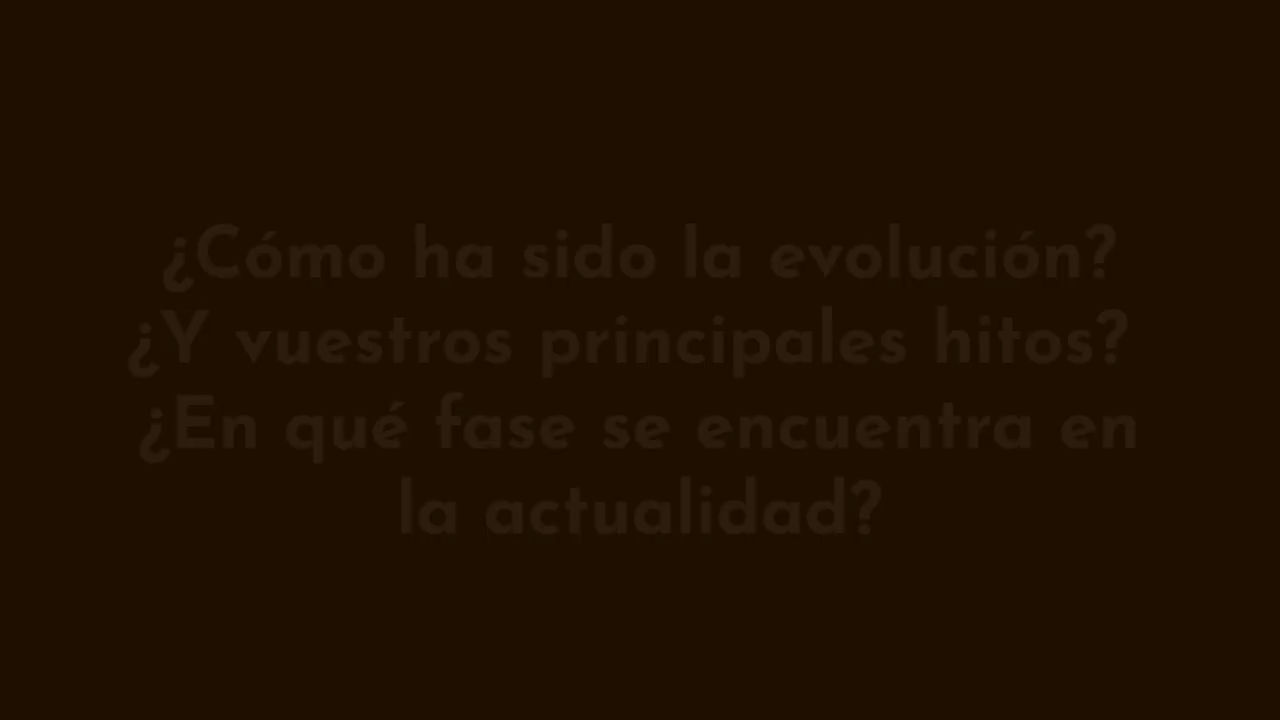 ¿Cómo ha sido la evolución?
¿Y vuestros principales hitos?
¿En qué fase se encuentra en
la actualidad?